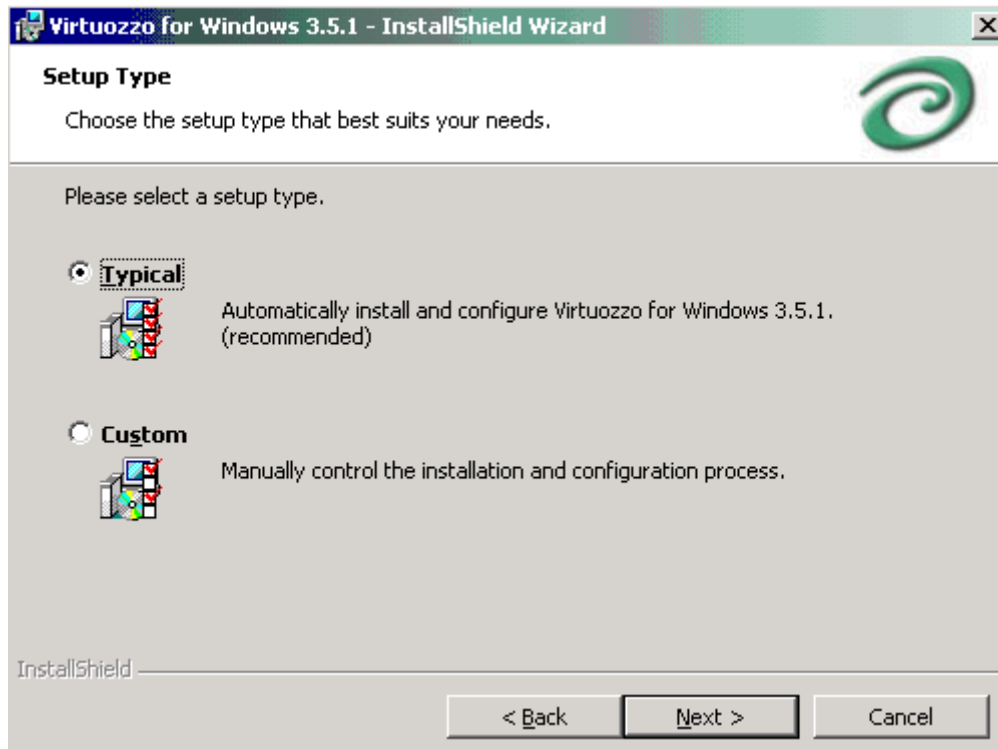 Virtuozzo for Windows 3.5.1 - InstallShield Wizard
Setup Type
Choose the setup type that best suits your needs.
Please select a setup type.
Typical
Automatically install and configure Virtuozzo for Windows 3.5.1.
(recommended)
Custom
Manually control the installation and configuration process.
InstallShield
< Back
Next >
Cancel